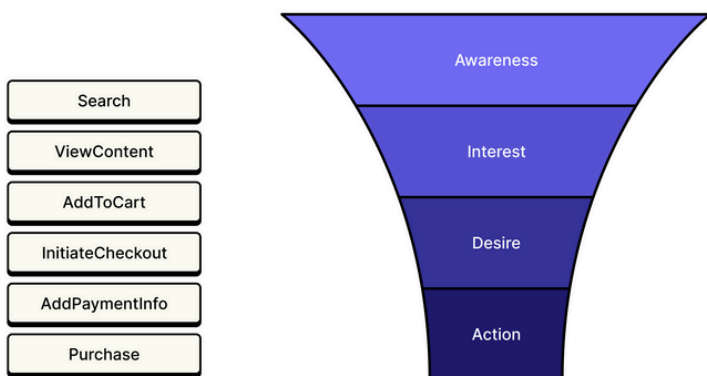 Search
ViewContent
AddToCart
InitiateCheckout
AddPaymentInfo
Purchase
Awareness
Interest
Desire
Action